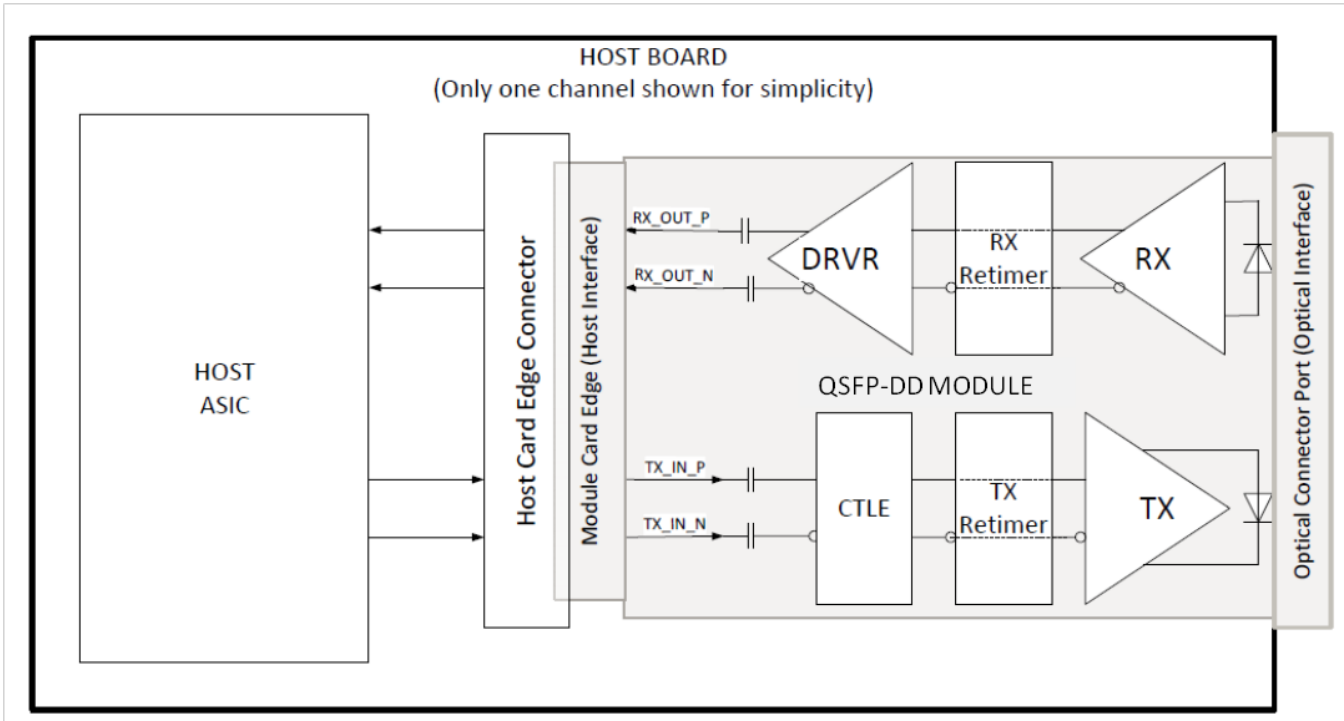 HOST BOARD
(Only one channel shown for simplicity)
HOST
ASIC
Host Card Edge Connector
Module Card Edge (Host Interface)
RX_OUT_P
RX_OUT_N
DRVR
RX
Retimer
RX
QSFP-DD MODULE
TX_IN_P
TX_IN_N
CTLE
TX
Retimer
TX
Optical Connector Port (Optical Interface)